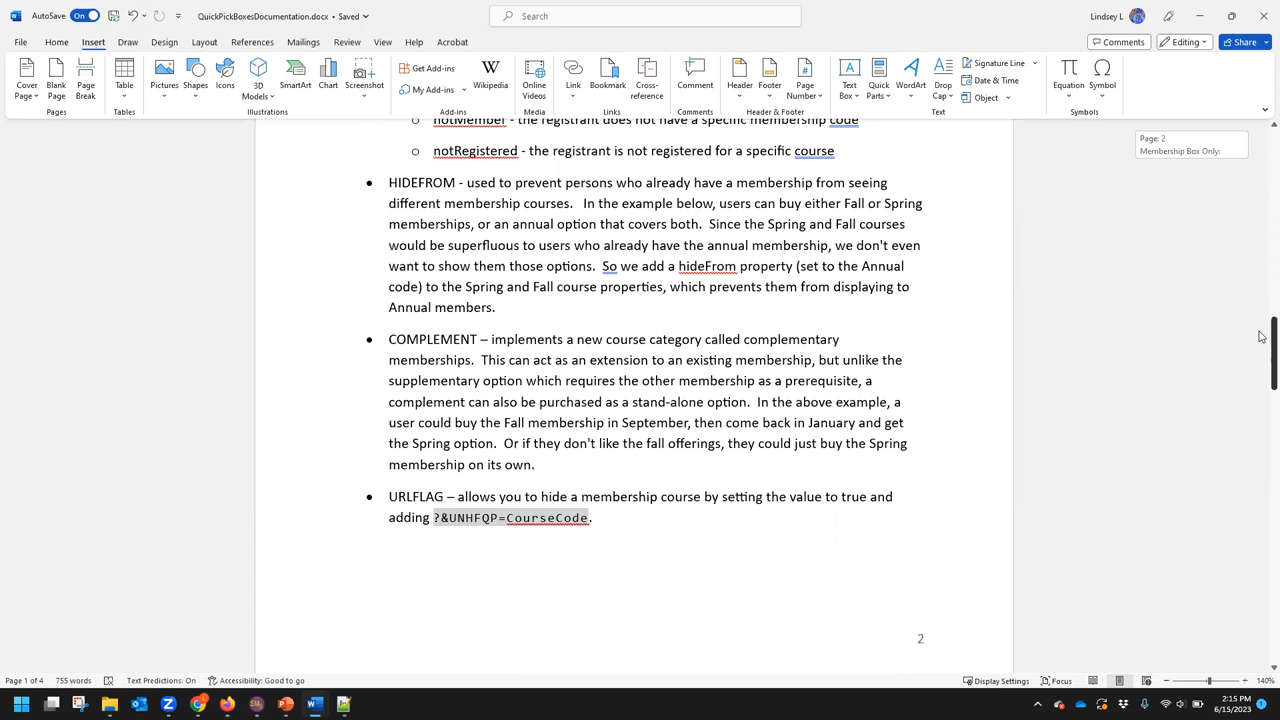 AutoSave On QuickPickBoxesDocumentation.docx • Saved Search Lindsey L
File Home Insert Draw Design Layout References Mailings Review View Help Acrobat Comments Editing Share
Cover Page Blank Page Page Break Table Pictures Shapes Icons 3D Models SmartArt Chart Screenshot Get Add-ins My Add-ins Wikipedia Online Videos Link Bookmark Cross-reference Comment Header Footer Page Number Text Box Quick Parts WordArt Drop Cap Signature Line Date & Time Object Equation Symbol
Pages Tables Illustrations Add-ins Media Links Comments Header & Footer Text Symbols
o notMember - the registrant does not have a specific membership code
Page: 2
Membership Box Only:
o notRegistered - the registrant is not registered for a specific course
• HIDEFROM - used to prevent persons who already have a membership from seeing
different membership courses. In the example below, users can buy either Fall or Spring
memberships, or an annual option that covers both. Since the Spring and Fall courses
would be superfluous to users who already have the annual membership, we don't even
want to show them those options. So we add a hideFrom property (set to the Annual
code) to the Spring and Fall course properties, which prevents them from displaying to
Annual members.
• COMPLEMENT – implements a new course category called complementary
memberships. This can act as an extension to an existing membership, but unlike the
supplementary option which requires the other membership as a prerequisite, a
complement can also be purchased as a stand-alone option. In the above example, a
user could buy the Fall membership in September, then come back in January and get
the Spring option. Or if they don't like the fall offerings, they could just buy the Spring
membership on its own.
• URLFLAG – allows you to hide a membership course by setting the value to true and
adding ?&UNHFQP=CourseCode.
2
Page 1 of 4 755 words Text Predictions: On Accessibility: Good to go Display Settings Focus 140%
2:15 PM
6/15/2023